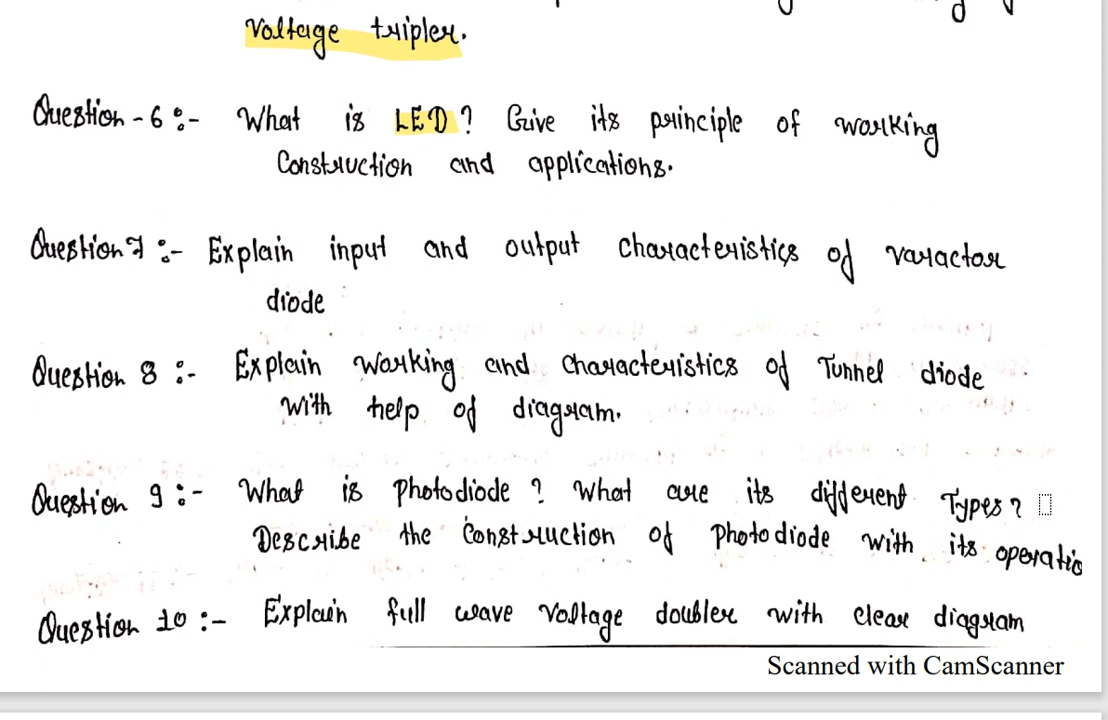 Voltage tripler.
Question - 6 :- What is LED ? Give its principle of working
Construction and applications.
Question 7 :- Explain input and output characteristics of varactor
diode
Question 8 :- Explain working and characteristics of Tunnel diode
with help of diagram.
Question 9 :- What is photodiode ? What are its different Types ?
Describe the Construction of Photodiode with its operatio
Question 10 :- Explain full wave Voltage doubler with clear diagram
Scanned with CamScanner